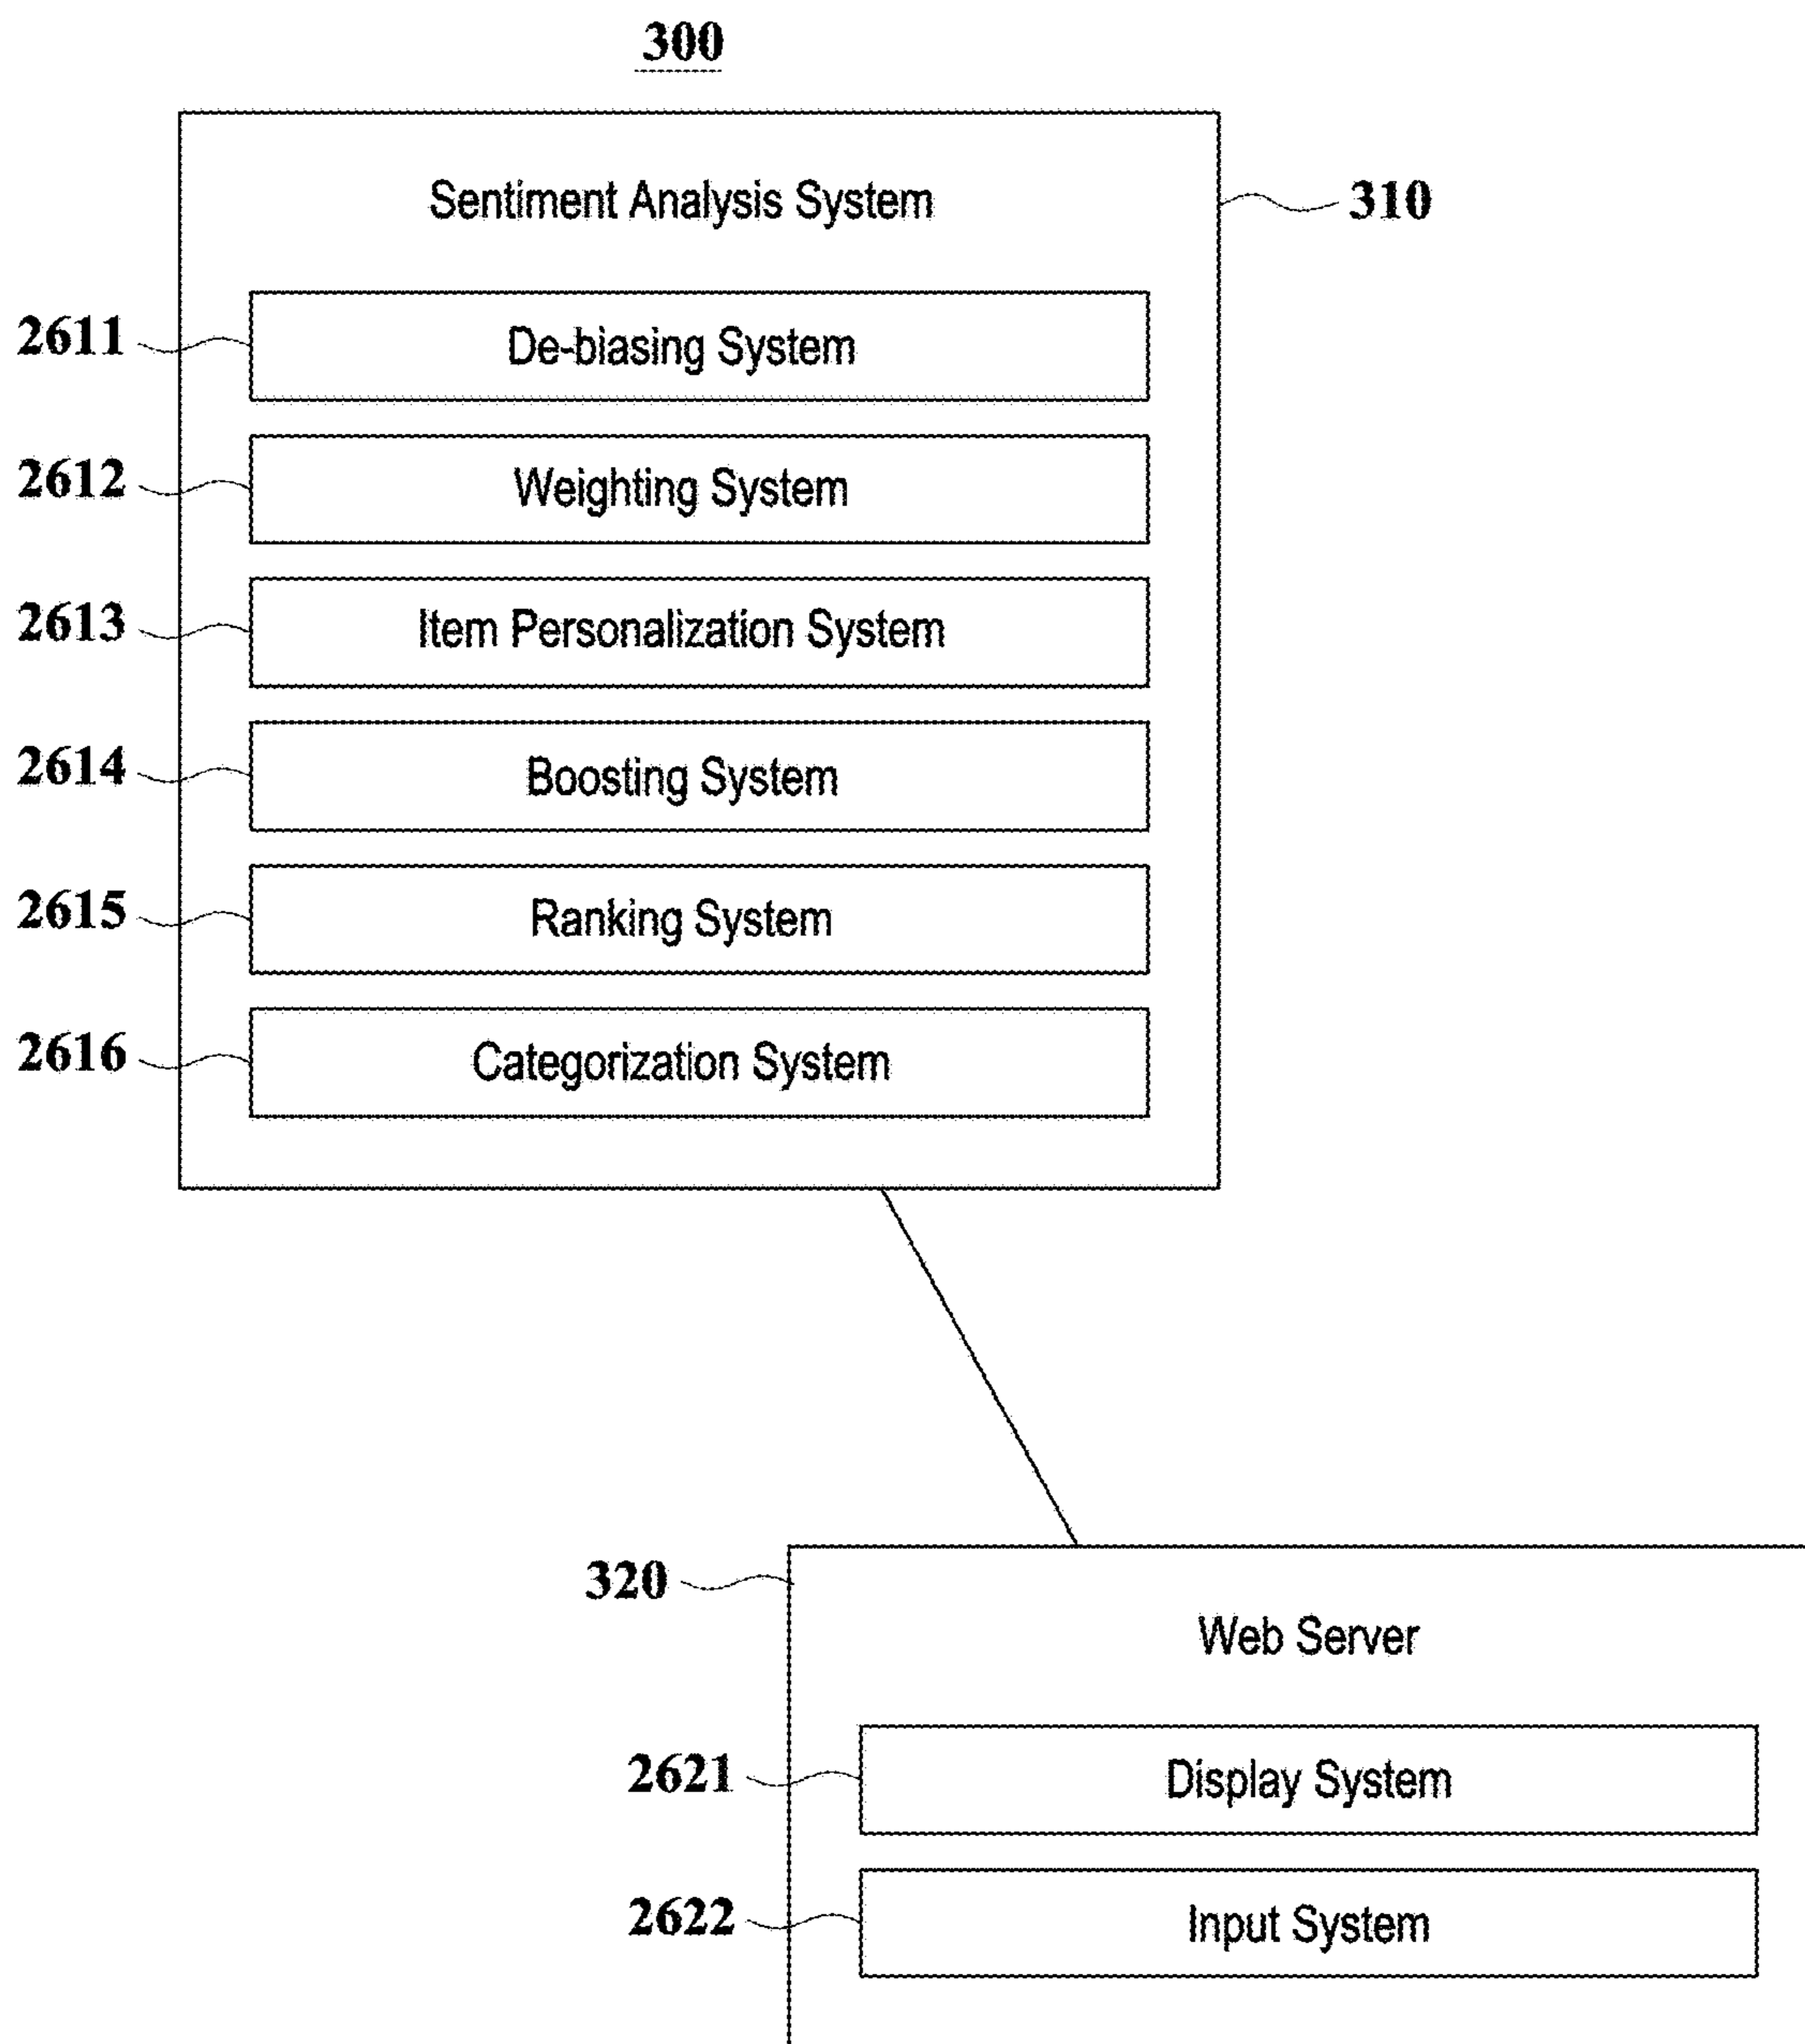 300
Sentiment Analysis System
310
2611
De-biasing System
2612
Weighting System
2613
Item Personalization System
2614
Boosting System
2615
Ranking System
2616
Categorization System
320
Web Server
2621
Display System
2622
Input System